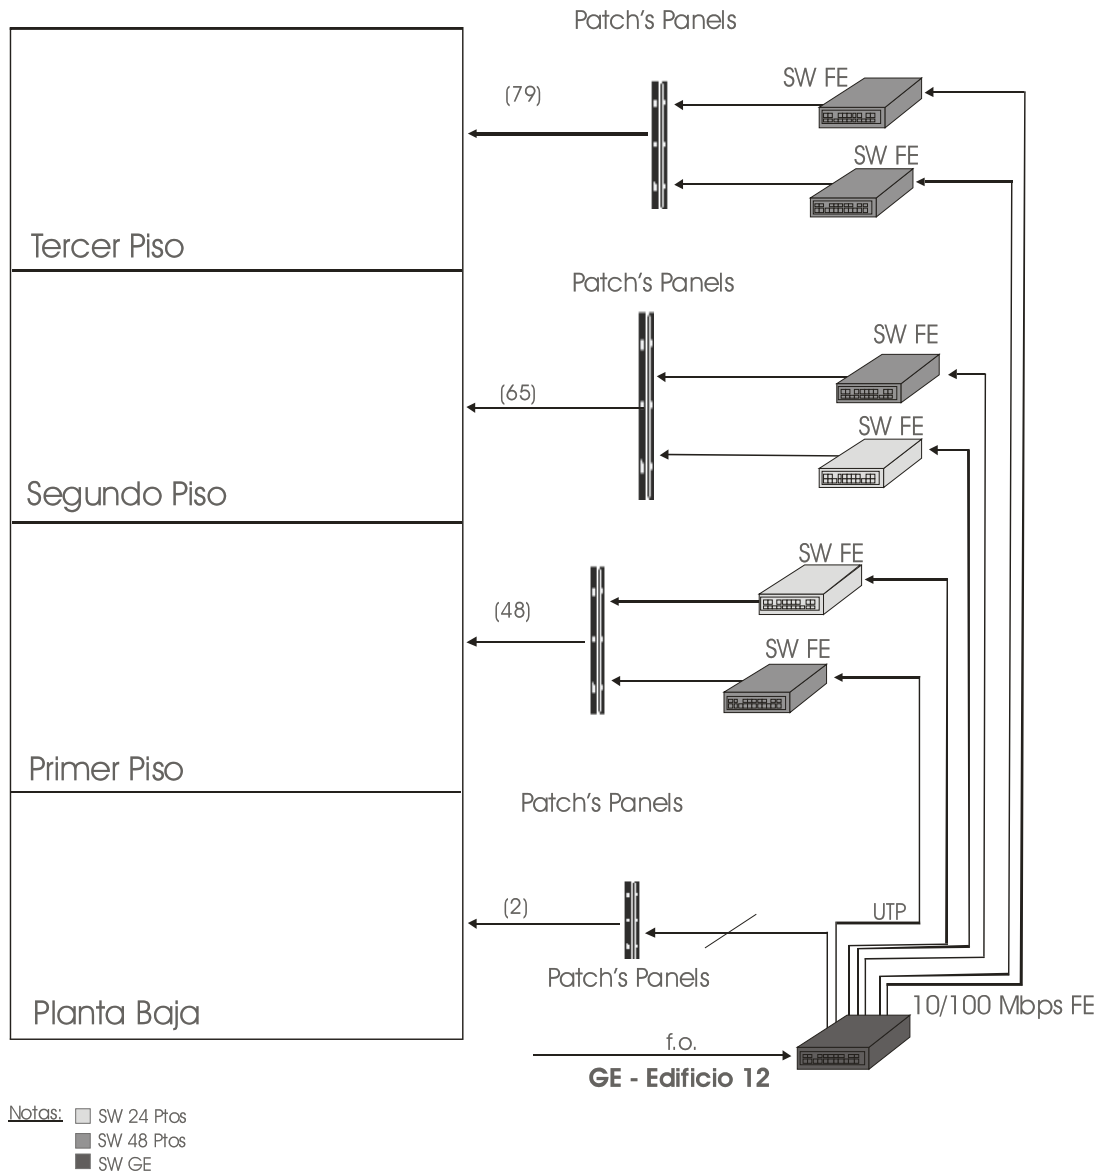 Patch's Panels
SW FE
(79)
SW FE
Tercer Piso
Patch's Panels
SW FE
(65)
SW FE
Segundo Piso
SW FE
(48)
SW FE
Primer Piso
Patch's Panels
(2)
UTP
Patch's Panels
Planta Baja
10/100 Mbps FE
f.o.
GE - Edificio 12
Notas:
SW 24 Ptos
SW 48 Ptos
SW GE